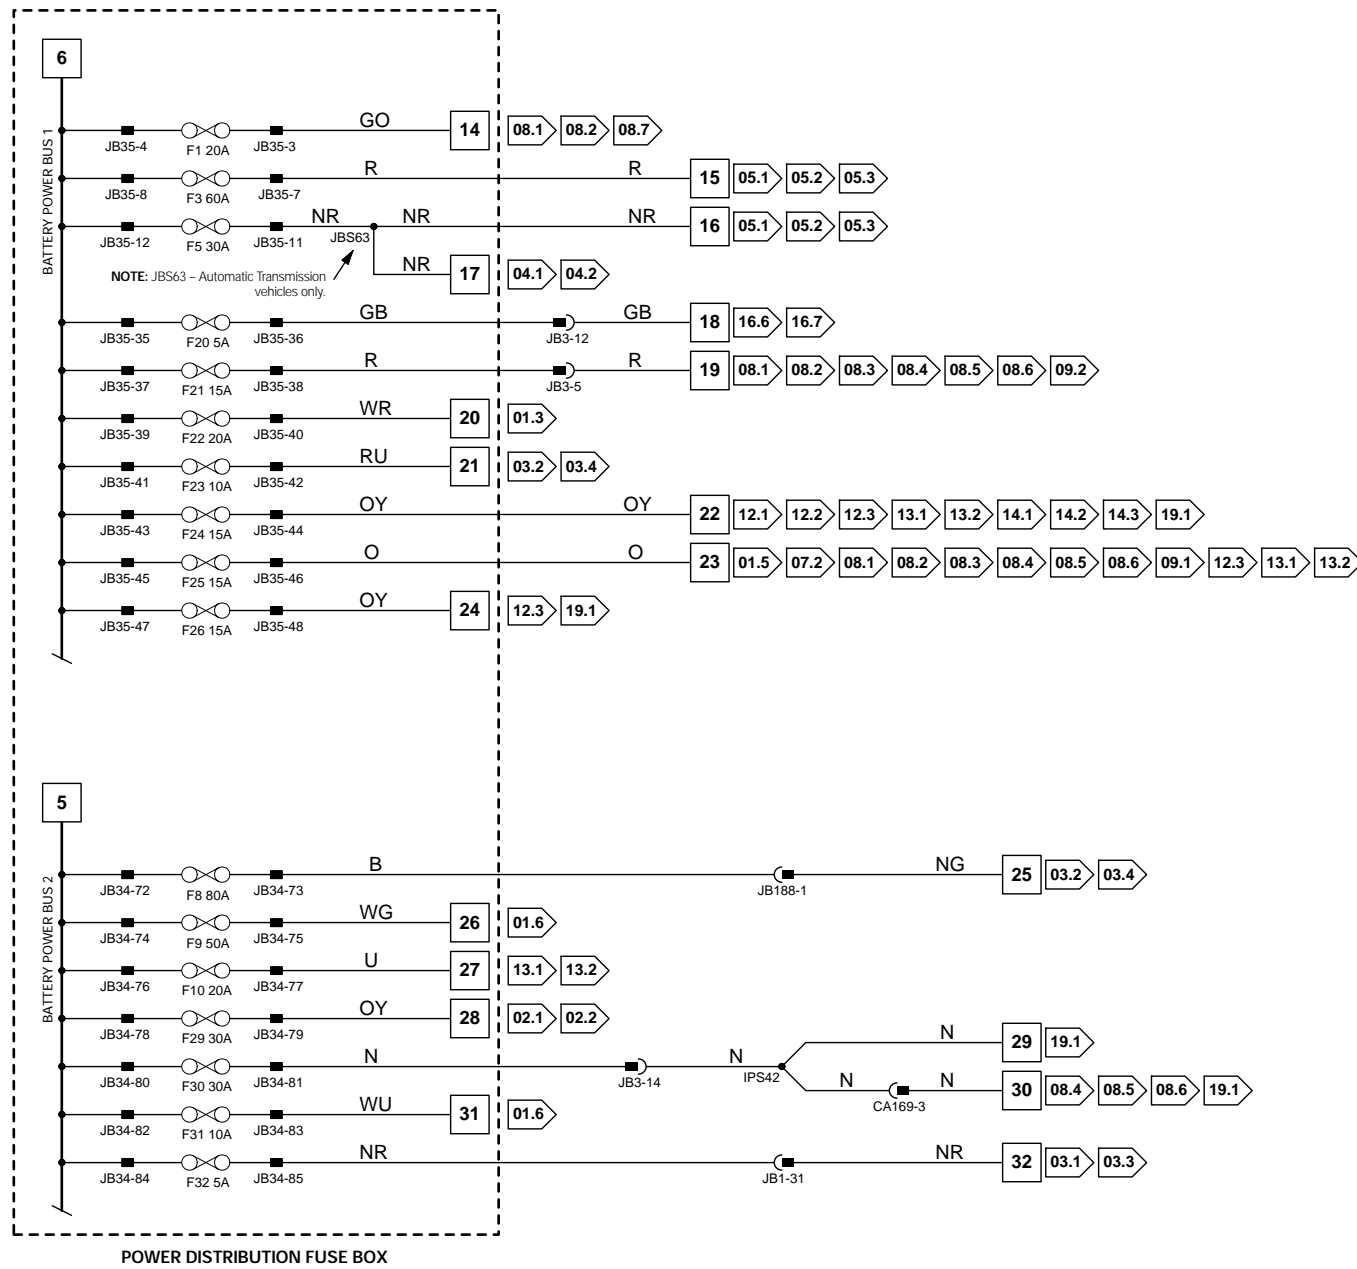 6
BATTERY POWER BUS 1
JB35-4 F1 20A JB35-3 GO 14 08.1 08.2 08.7
JB35-8 F3 60A JB35-7 R R 15 05.1 05.2 05.3
JB35-12 F5 30A JB35-11 NR JBS63 NR NR 16 05.1 05.2 05.3
NR 17 04.1 04.2
NOTE: JBS63 – Automatic Transmission
vehicles only.
JB35-35 F20 5A JB35-36 GB JB3-12 GB 18 16.6 16.7
JB35-37 F21 15A JB35-38 R JB3-5 R 19 08.1 08.2 08.3 08.4 08.5 08.6 09.2
JB35-39 F22 20A JB35-40 WR 20 01.3
JB35-41 F23 10A JB35-42 RU 21 03.2 03.4
JB35-43 F24 15A JB35-44 OY OY 22 12.1 12.2 12.3 13.1 13.2 14.1 14.2 14.3 19.1
JB35-45 F25 15A JB35-46 O O 23 01.5 07.2 08.1 08.2 08.3 08.4 08.5 08.6 09.1 12.3 13.1 13.2
JB35-47 F26 15A JB35-48 OY 24 12.3 19.1
5
BATTERY POWER BUS 2
JB34-72 F8 80A JB34-73 B JB188-1 NG 25 03.2 03.4
JB34-74 F9 50A JB34-75 WG 26 01.6
JB34-76 F10 20A JB34-77 U 27 13.1 13.2
JB34-78 F29 30A JB34-79 OY 28 02.1 02.2
N 29 19.1
JB34-80 F30 30A JB34-81 N JB3-14 N IPS42 N CA169-3 N 30 08.4 08.5 08.6 19.1
JB34-82 F31 10A JB34-83 WU 31 01.6
JB34-84 F32 5A JB34-85 NR JB1-31 NR 32 03.1 03.3
POWER DISTRIBUTION FUSE BOX